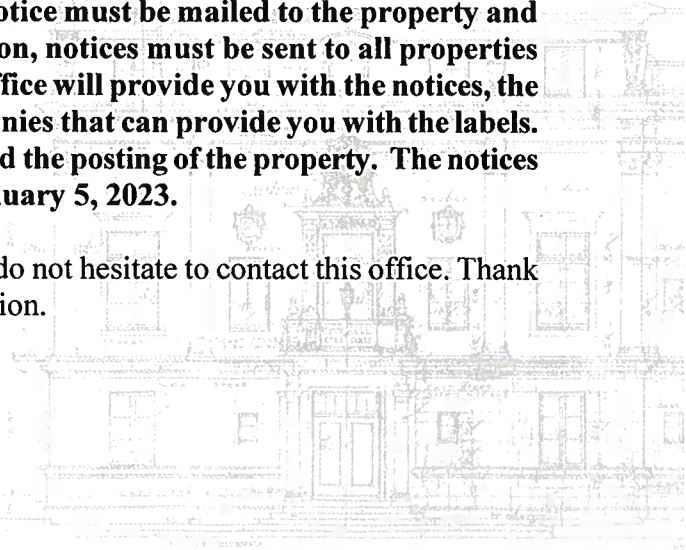 otice must be mailed to the property and
on, notices must be sent to all properties
ffice will provide you with the notices, the
nies that can provide you with the labels.
d the posting of the property. The notices
uary 5, 2023.
do not hesitate to contact this office. Thank
ion.